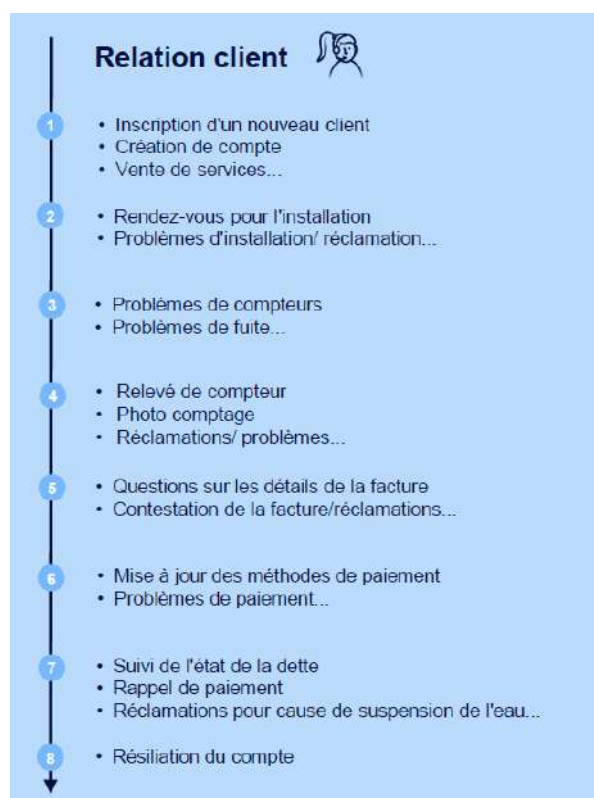 Relation client
1
• Inscription d'un nouveau client
• Création de compte
• Vente de services...
2
• Rendez-vous pour l'installation
• Problèmes d'installation/ réclamation...
3
• Problèmes de compteurs
• Problèmes de fuite...
4
• Relevé de compteur
• Photo comptage
• Réclamations/ problèmes...
5
• Questions sur les détails de la facture
• Contestation de la facture/réclamations...
6
• Mise à jour des méthodes de paiement
• Problèmes de paiement...
7
• Suivi de l'état de la dette
• Rappel de paiement
• Réclamations pour cause de suspension de l'eau...
8
• Résiliation du compte